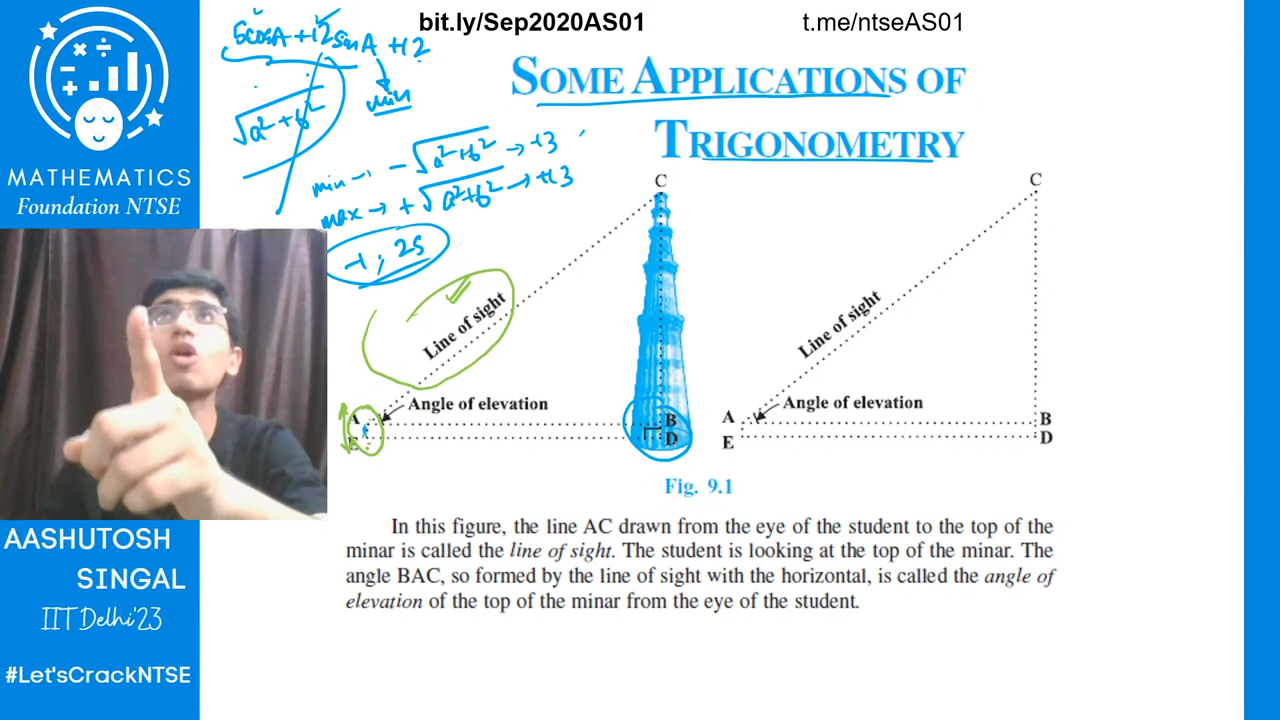 bit.ly/Sep2020AS01
t.me/ntseAS01
5cosA + 12sinA + 12
min
√a² + b²
min → - √a² + b² → -13
max → + √a² + b² → +13
-1, 25
SOME APPLICATIONS OF
TRIGONOMETRY
MATHEMATICS
Foundation NTSE
C
Line of sight
A
Angle of elevation
B
D
C
Line of sight
A
Angle of elevation
B
E
D
Fig. 9.1
In this figure, the line AC drawn from the eye of the student to the top of the
minar is called the line of sight. The student is looking at the top of the minar. The
angle BAC, so formed by the line of sight with the horizontal, is called the angle of
elevation of the top of the minar from the eye of the student.
AASHUTOSH
SINGAL
IIT Delhi'23
#Let'sCrackNTSE